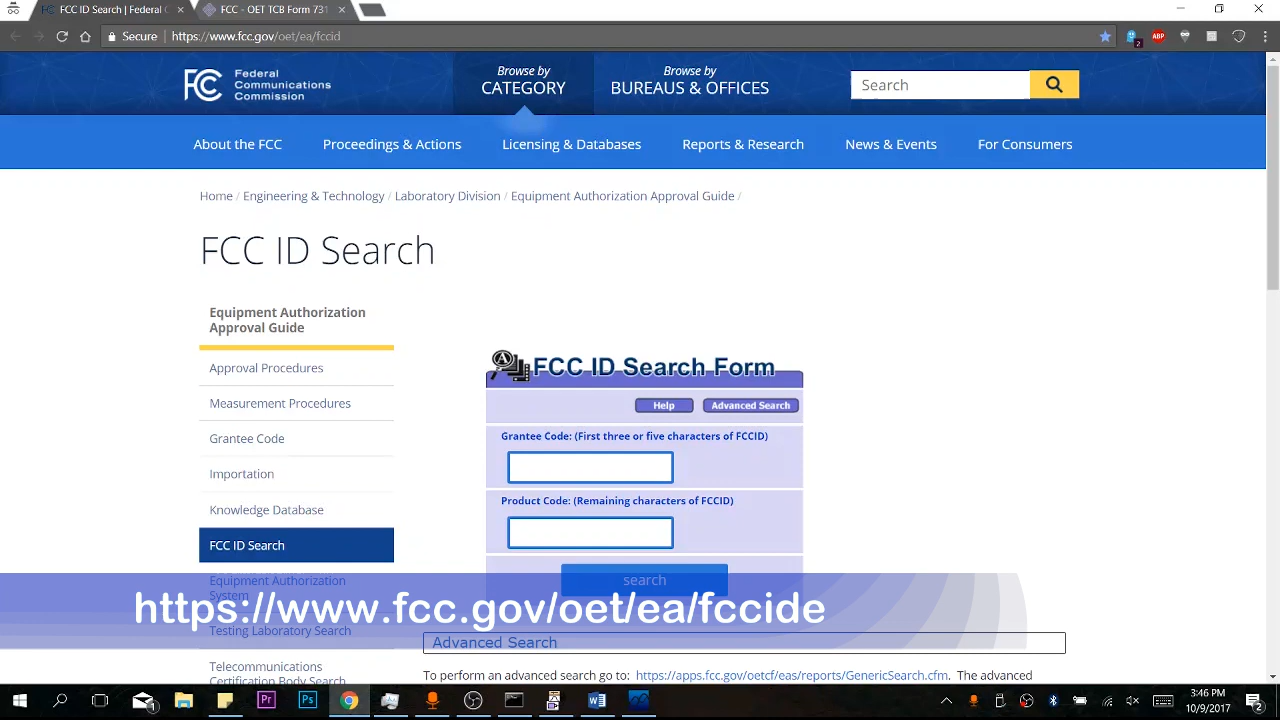 FCC ID Search | Federal C
FCC - OET TCB Form 731
Secure
https://www.fcc.gov/oet/ea/fccid
ABP
2
FC
Federal
Communications
Commission
Browse by
CATEGORY
Browse by
BUREAUS & OFFICES
Search
About the FCC
Proceedings & Actions
Licensing & Databases
Reports & Research
News & Events
For Consumers
Home / Engineering & Technology / Laboratory Division / Equipment Authorization Approval Guide /
FCC ID Search
Equipment Authorization
Approval Guide
Approval Procedures
Measurement Procedures
Grantee Code
Importation
Knowledge Database
FCC ID Search
Equipment Authorization
System
Testing Laboratory Search
Telecommunications
Certification Body Search
A
FCC ID Search Form
Help
Advanced Search
Grantee Code: (First three or five characters of FCCID)
Product Code: (Remaining characters of FCCID)
search
https://www.fcc.gov/oet/ea/fccide
Advanced Search
To perform an advanced search go to: https://apps.fcc.gov/oetcf/eas/reports/GenericSearch.cfm. The advanced
Pr
Ps
3:46 PM
10/9/2017
2